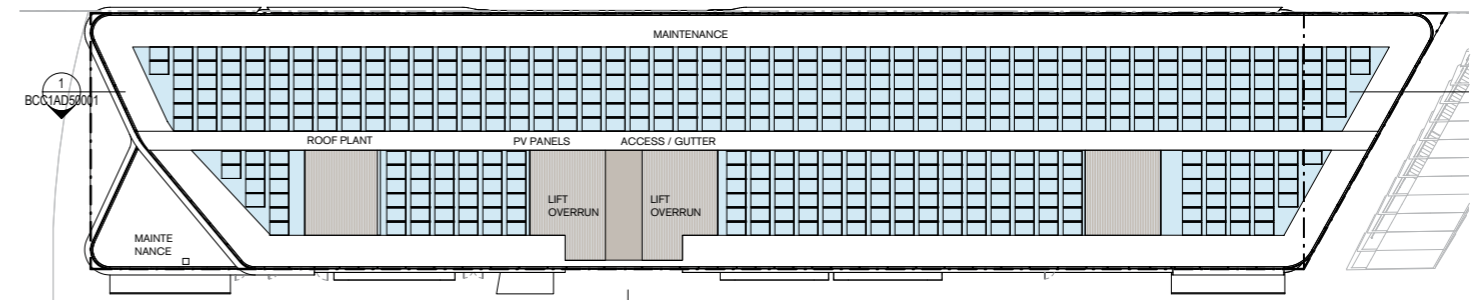 MAINTENANCE
1
BCC1AD50001
ROOF PLANT
PV PANELS
ACCESS / GUTTER
LIFT
OVERRUN
LIFT
OVERRUN
MAINTE
NANCE